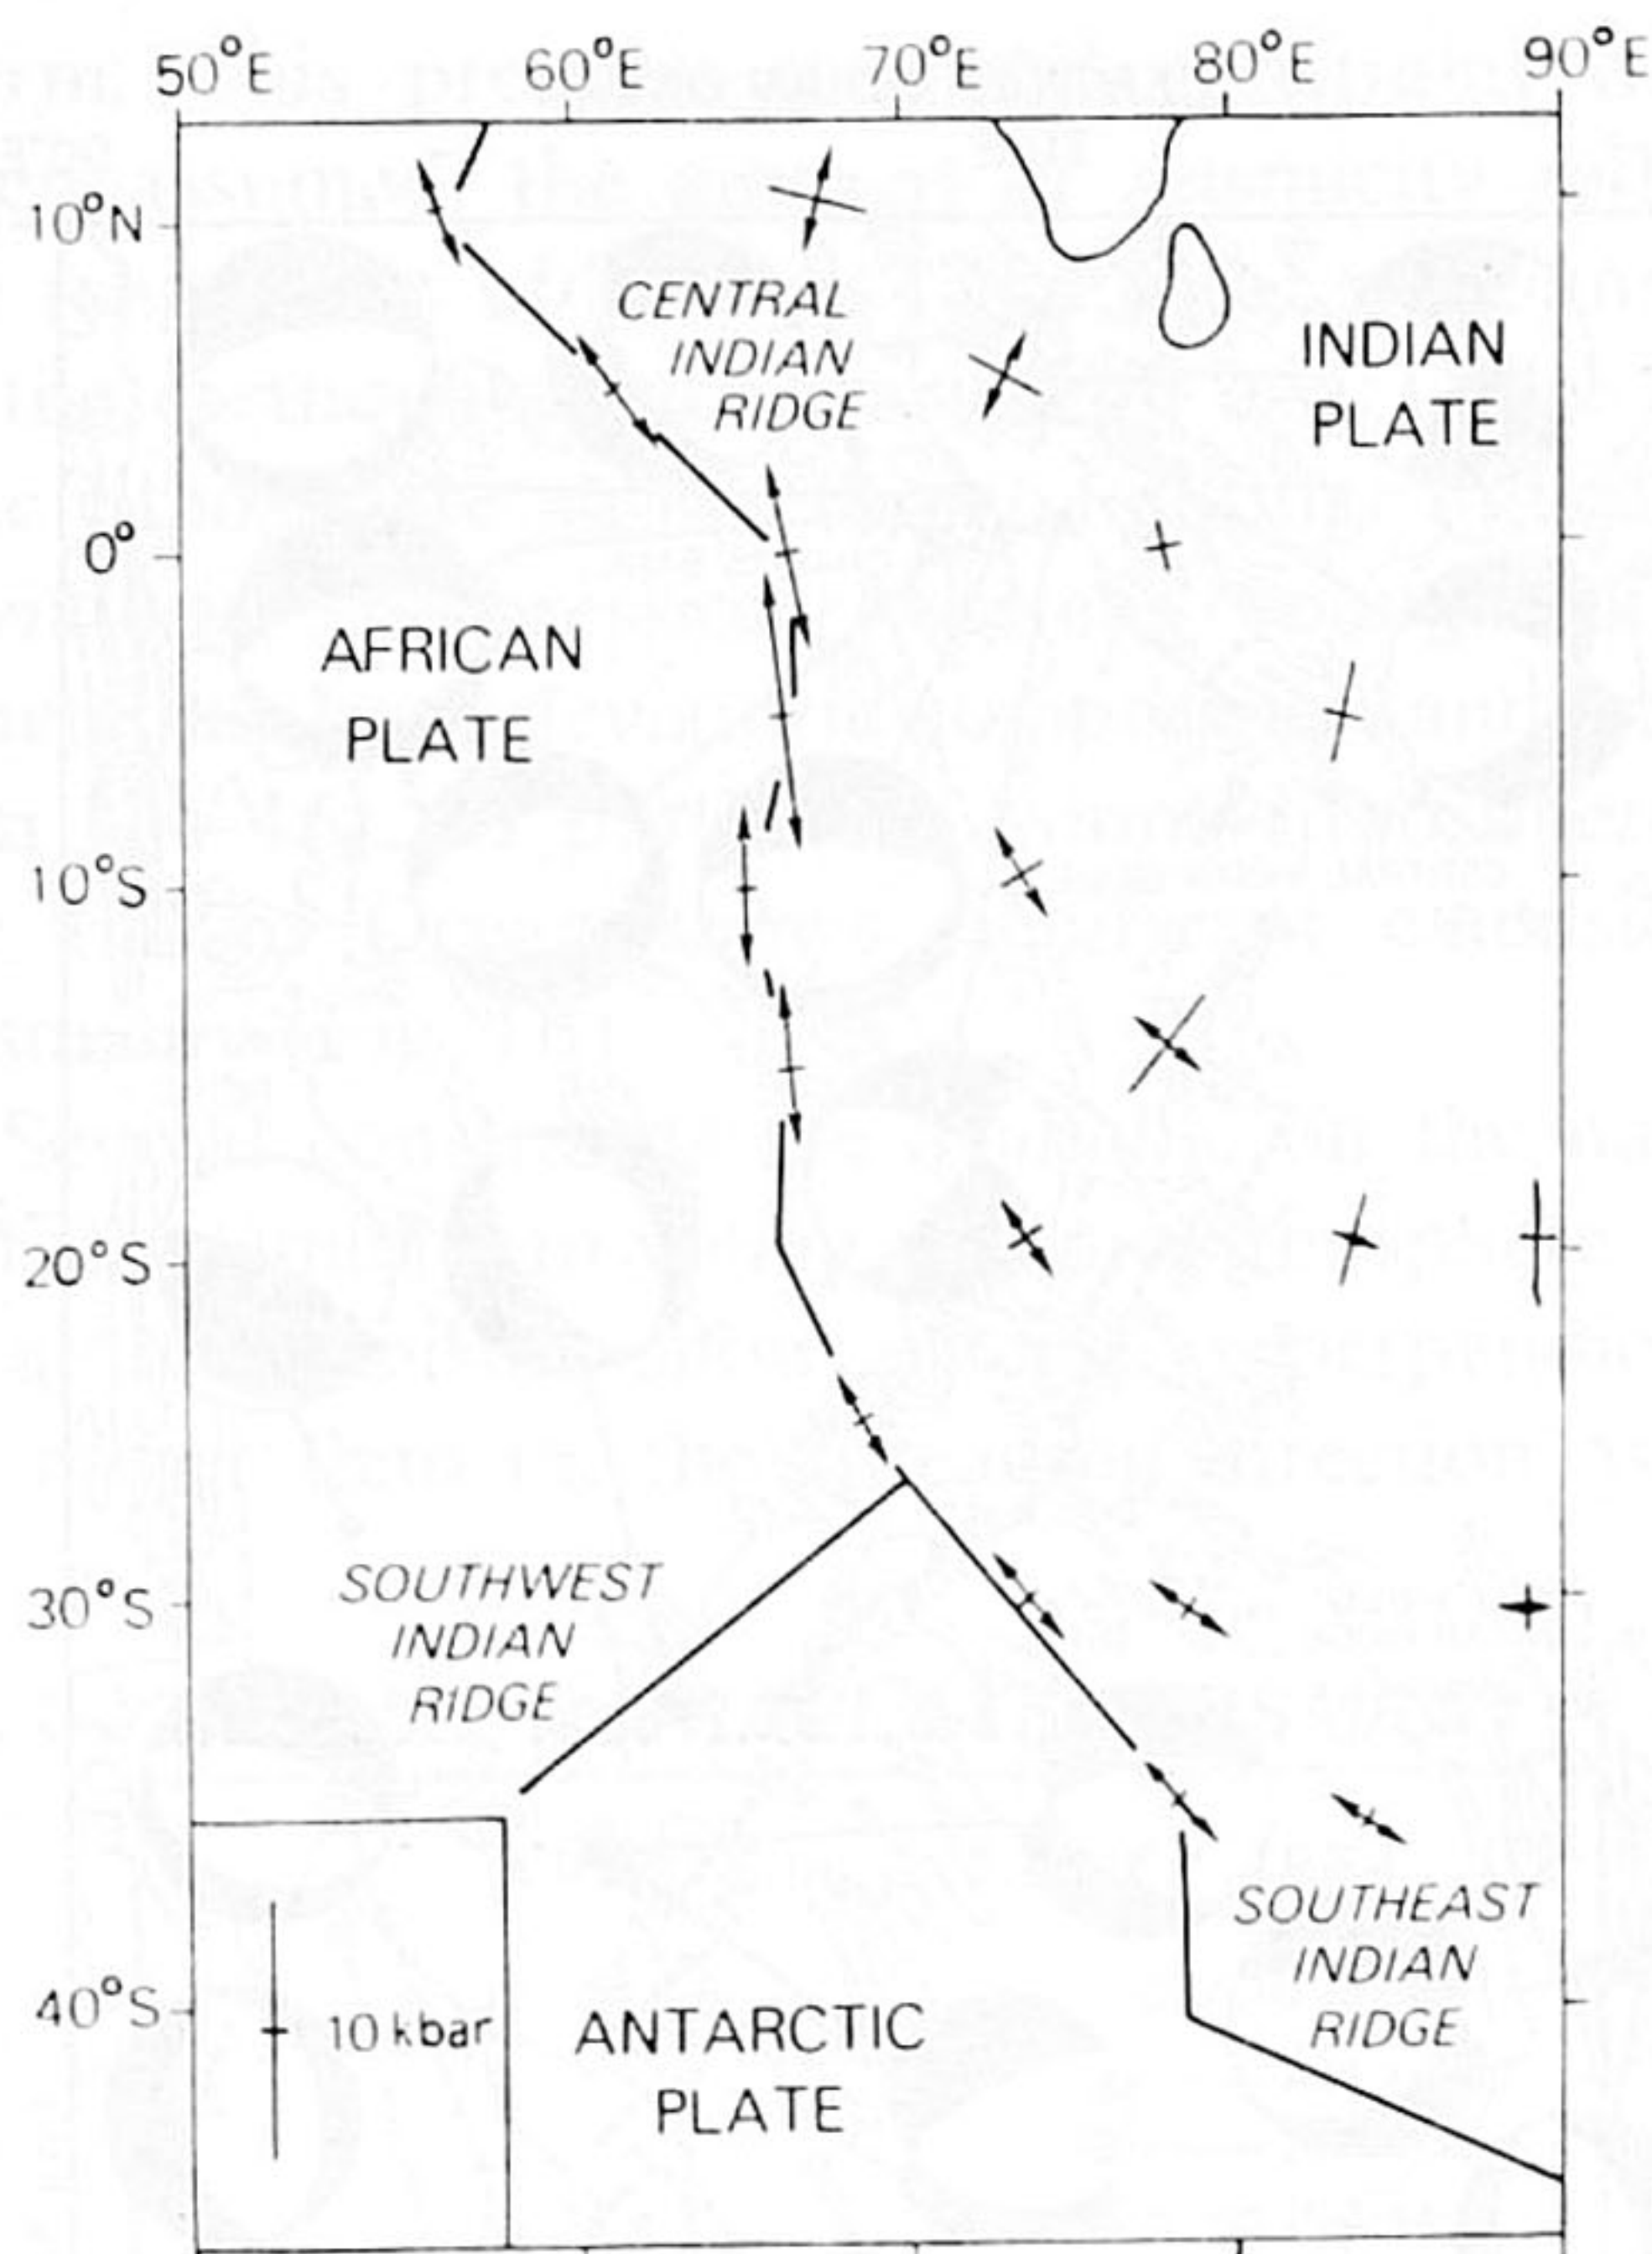 50°E 60°E 70°E 80°E 90°E
10°N
CENTRAL
INDIAN
RIDGE
INDIAN
PLATE
0°
AFRICAN
PLATE
10°S
20°S
30°S
SOUTHWEST
INDIAN
RIDGE
SOUTHEAST
INDIAN
RIDGE
40°S
10 kbar
ANTARCTIC
PLATE